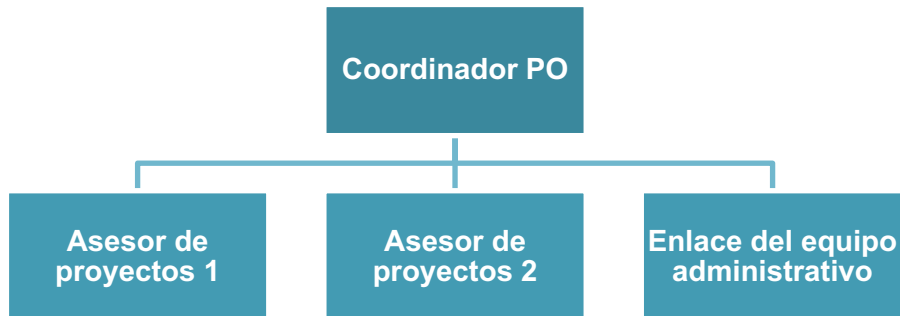 Coordinador PO
Asesor de
proyectos 1
Asesor de
proyectos 2
Enlace del equipo
administrativo